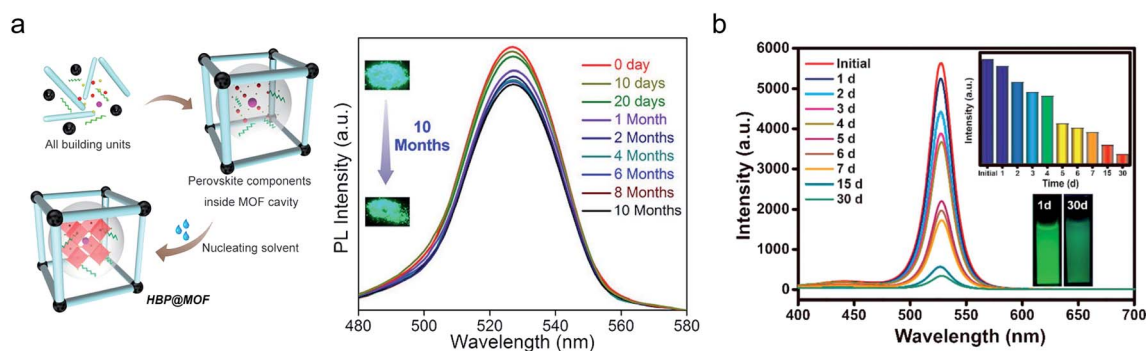 a
All building units
Perovskite components
inside MOF cavity
Nucleating solvent
HBP@MOF
PL Intensity (a.u.)
10
Months
0 day
10 days
20 days
1 Month
2 Months
4 Months
6 Months
8 Months
10 Months
480
500
520
540
560
580
Wavelength (nm)
b
Intensity (a.u.)
6000
5000
4000
3000
2000
1000
0
Initial
1 d
2 d
3 d
4 d
5 d
6 d
7 d
15 d
30 d
Intensity (a.u.)
Initial 1 2 3 4 5 6 7 15 30
Time (d)
1d 30d
400 450 500 550 600 650 700
Wavelength (nm)